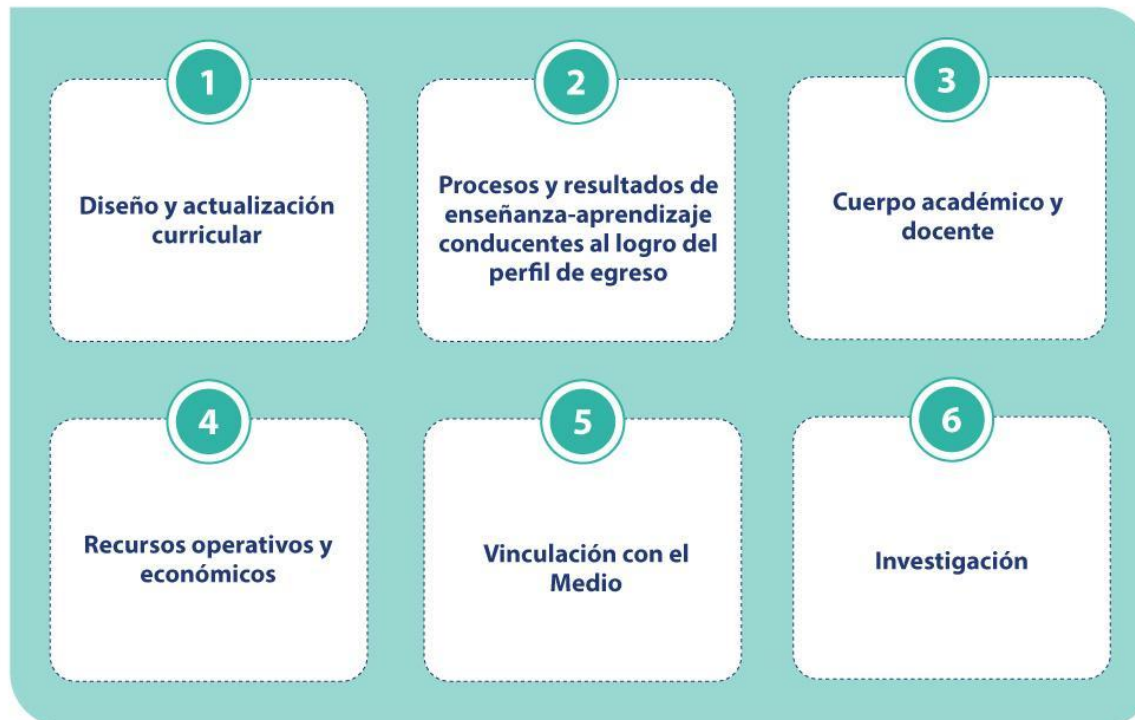 1
Diseño y actualización
curricular
2
Procesos y resultados de
enseñanza-aprendizaje
conducentes al logro del
perfil de egreso
3
Cuerpo académico y
docente
4
Recursos operativos y
económicos
5
Vinculación con el
Medio
6
Investigación